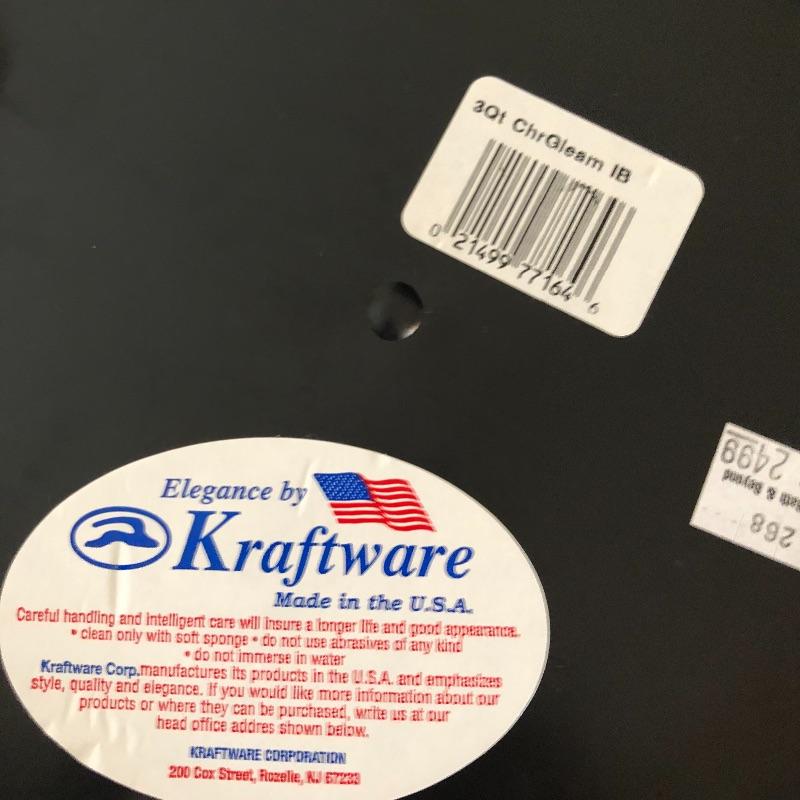 3Qt ChrGleam IB
0 21499 77164 6
2499
Bath & Beyond
268
Elegance by
Kraftware
Made in the U.S.A.
Careful handling and intelligent care will insure a longer life and good appearance.
• clean only with soft sponge • do not use abrasives of any kind
• do not immerse in water
Kraftware Corp.manufactures its products in the U.S.A. and emphasizes
style, quality and elegance. If you would like more information about our
products or where they can be purchased, write us at our
head office addres shown below.
KRAFTWARE CORPORATION
200 Cox Street, Rozelle, NJ 67233